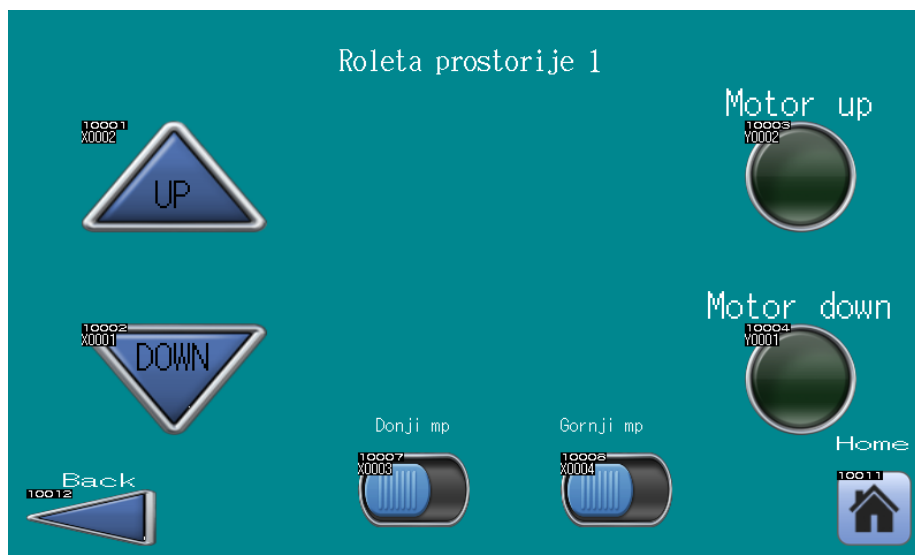 Roleta prostorije 1
Motor up
10001
X0002
10003
Y0002
UP
Motor down
10002
X0001
10004
Y0001
DOWN
Donji mp
Gornji mp
Home
10007
X0003
10006
X0004
10011
Back
10012